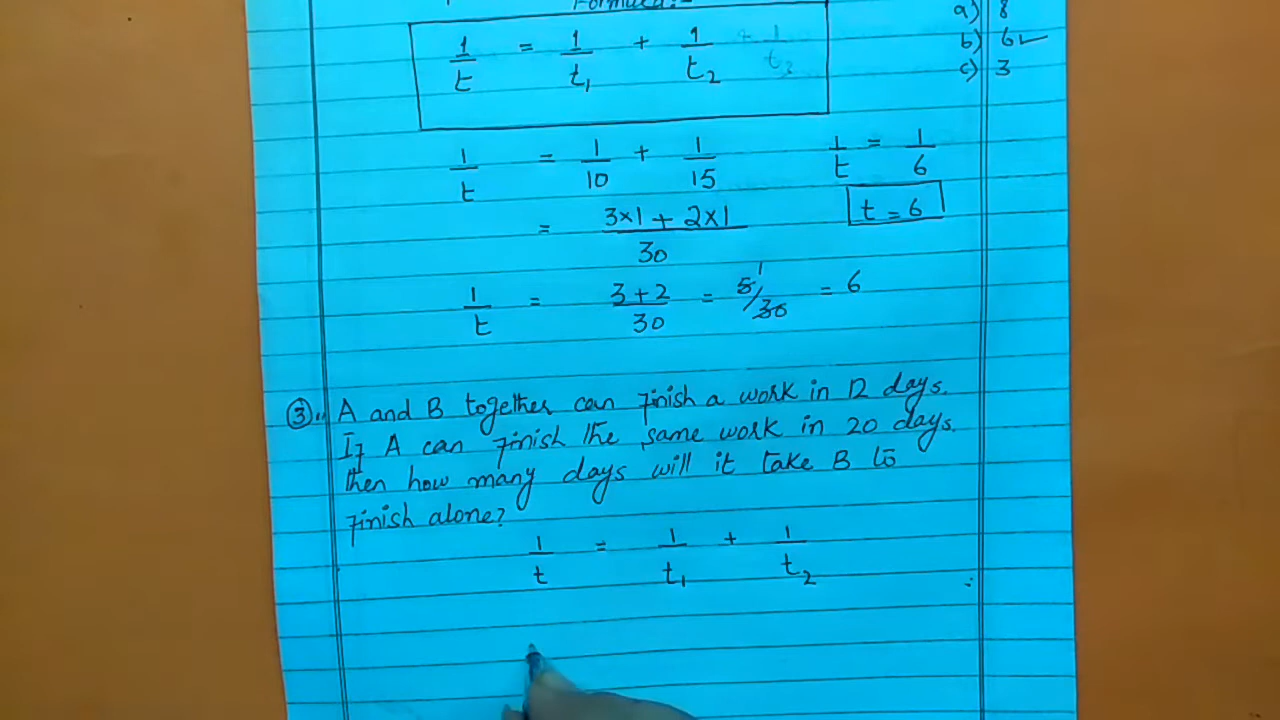 Formula:-
1/t = 1/t₁ + 1/t₂ + 1/t₃
a) 8
b) 6 ✓
c) 3
1/t = 1/10 + 1/15
= (3×1 + 2×1)/30
1/t = (3+2)/30 = 5/30 = 6
1
1/t = 1/6
t = 6
③. A and B together can finish a work in 12 days.
If A can finish the same work in 20 days.
then how many days will it take B to
finish alone?
1/t = 1/t₁ + 1/t₂